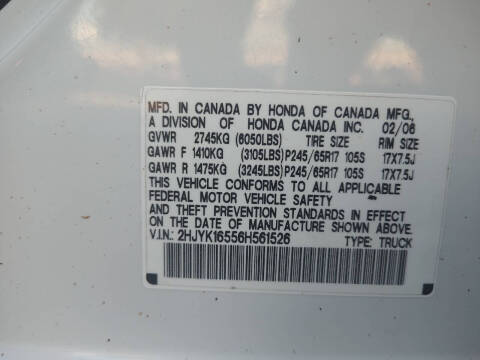 MFD. IN CANADA BY HONDA OF CANADA MFG.,
A DIVISION OF HONDA CANADA INC. 02/06
GVWR 2745KG (6050LBS) TIRE SIZE RIM SIZE
GAWR F 1410KG (3105LBS)P245/65R17 105S 17X7.5J
GAWR R 1475KG (3245LBS)P245/65R17 105S 17X7.5J
THIS VEHICLE CONFORMS TO ALL APPLICABLE
FEDERAL MOTOR VEHICLE SAFETY
AND THEFT PREVENTION STANDARDS IN EFFECT
ON THE DATE OF MANUFACTURE SHOWN ABOVE.
V.I.N.: 2HJYK16556H561526 TYPE: TRUCK